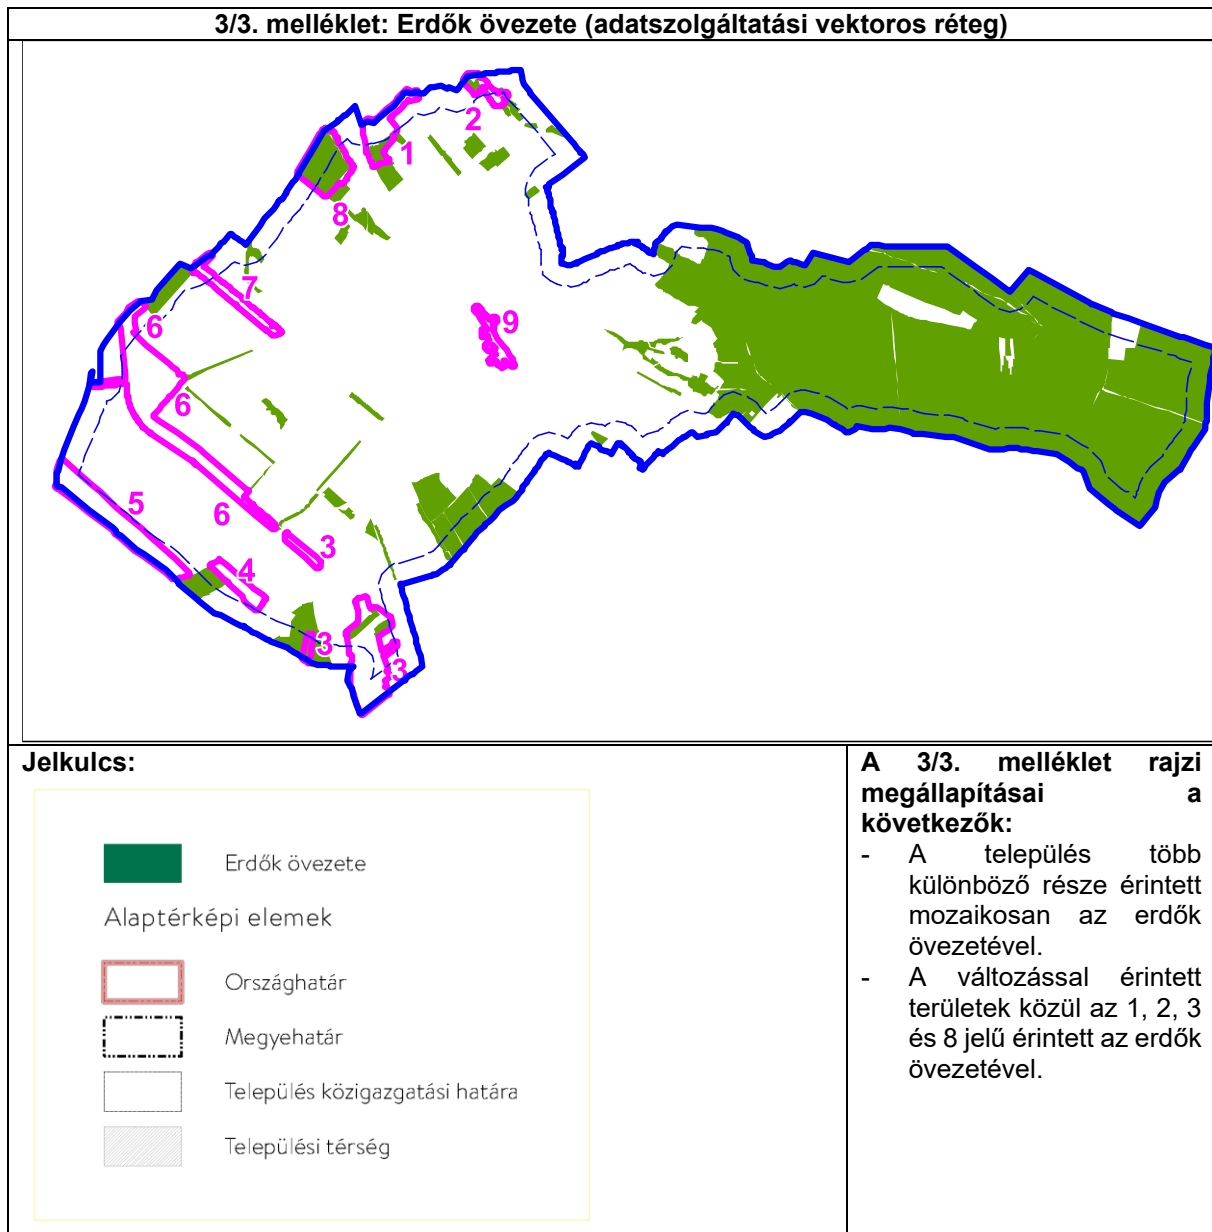 3/3. melléklet: Erdők övezete (adatszolgáltatási vektoros réteg)
2
1
8
7
6
9
6
5
6
3
4
3
3
Jelkulcs:
Erdők övezete
Alaptérképi elemek
Országhatár
Megyehatár
Település közigazgatási határa
Települési térség
A 3/3. melléklet rajzi
megállapításai a
következők:
- A település több
különböző része érintett
mozaikosan az erdők
övezetével.
- A változással érintett
területek közül az 1, 2, 3
és 8 jelű érintett az erdők
övezetével.